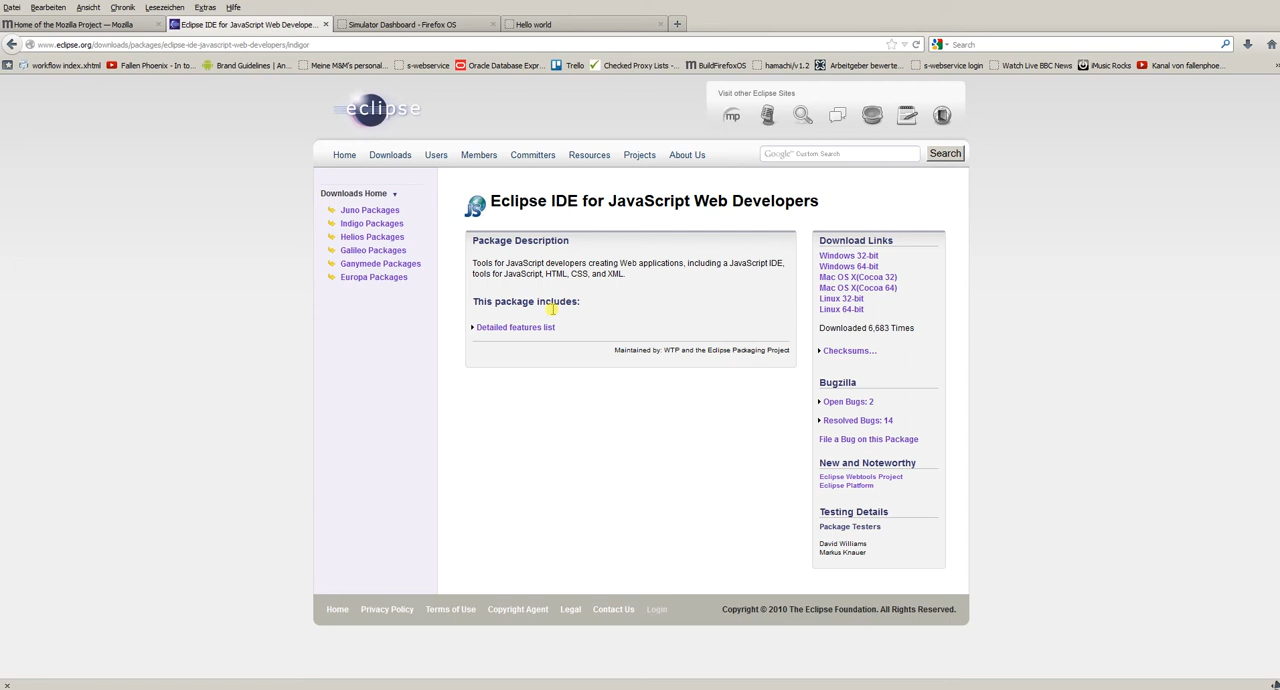 Datei Bearbeiten Ansicht Chronik Lesezeichen Extras Hilfe
Home of the Mozilla Project — Mozilla Eclipse IDE for JavaScript Web Develope... Simulator Dashboard - Firefox OS Hello world
www.eclipse.org/downloads/packages/eclipse-ide-javascript-web-developers/indigor Search
workflow index.xhtml Fallen Phoenix - In to... Brand Guidelines | An... Meine M&M's personal... s-webservice Oracle Database Expr... Trello Checked Proxy Lists -... BuildFirefoxOS hamachi/v1.2 Arbeitgeber bewerte... s-webservice login Watch Live BBC News iMusic Rocks Kanal von fallenphoe...
eclipse
Visit other Eclipse Sites
mp
Home Downloads Users Members Committers Resources Projects About Us Google™ Custom Search Search
Downloads Home
Juno Packages
Indigo Packages
Helios Packages
Galileo Packages
Ganymede Packages
Europa Packages
JS Eclipse IDE for JavaScript Web Developers
Package Description
Tools for JavaScript developers creating Web applications, including a JavaScript IDE,
tools for JavaScript, HTML, CSS, and XML.
This package includes:
Detailed features list
Maintained by: WTP and the Eclipse Packaging Project
Download Links
Windows 32-bit
Windows 64-bit
Mac OS X(Cocoa 32)
Mac OS X(Cocoa 64)
Linux 32-bit
Linux 64-bit
Downloaded 6,683 Times
Checksums...
Bugzilla
Open Bugs: 2
Resolved Bugs: 14
File a Bug on this Package
New and Noteworthy
Eclipse Webtools Project
Eclipse Platform
Testing Details
Package Testers
David Williams
Markus Knauer
Home Privacy Policy Terms of Use Copyright Agent Legal Contact Us Login Copyright © 2010 The Eclipse Foundation. All Rights Reserved.